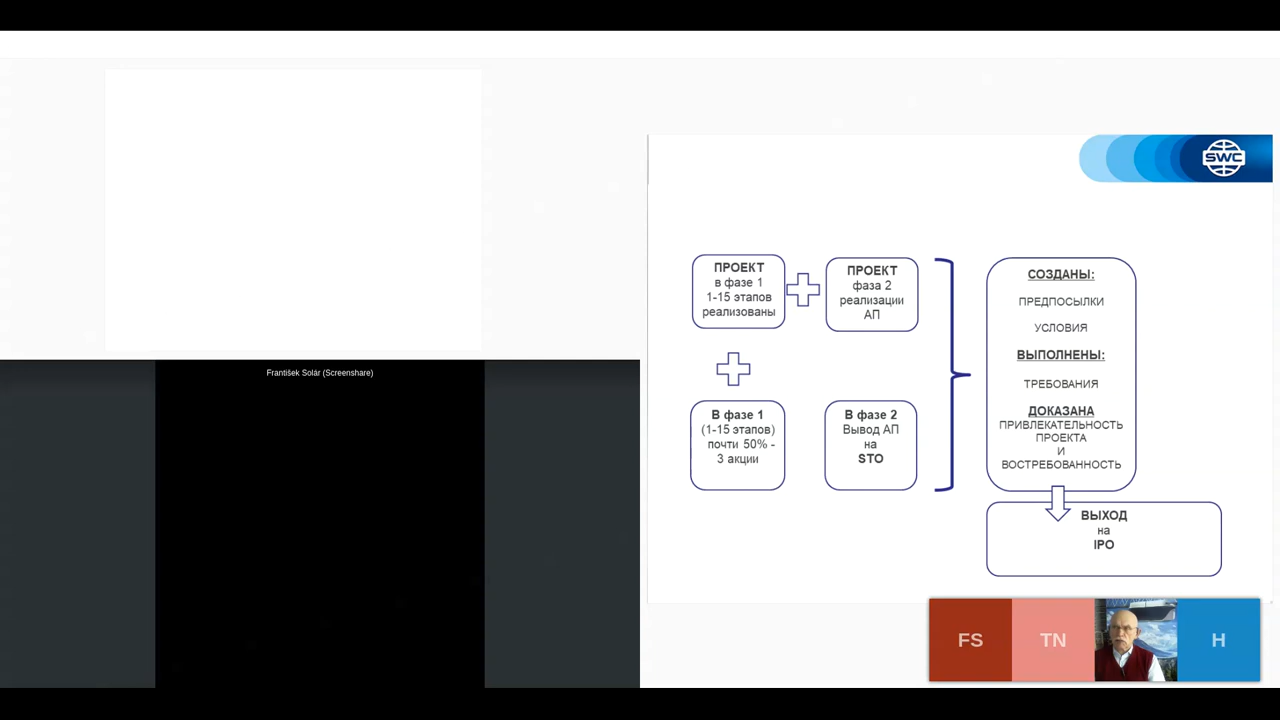 SWC
ПРОЕКТ
в фазе 1
1-15 этапов
реализованы
ПРОЕКТ
фаза 2
реализации
АП
В фазе 1
(1-15 этапов)
почти 50% -
3 акции
В фазе 2
Вывод АП
на
STO
СОЗДАНЫ:
ПРЕДПОСЫЛКИ
УСЛОВИЯ
ВЫПОЛНЕНЫ:
ТРЕБОВАНИЯ
ДОКАЗАНА
ПРИВЛЕКАТЕЛЬНОСТЬ
ПРОЕКТА
И
ВОСТРЕБОВАННОСТЬ
ВЫХОД
на
IPO
František Solár (Screenshare)
FS
TN
H